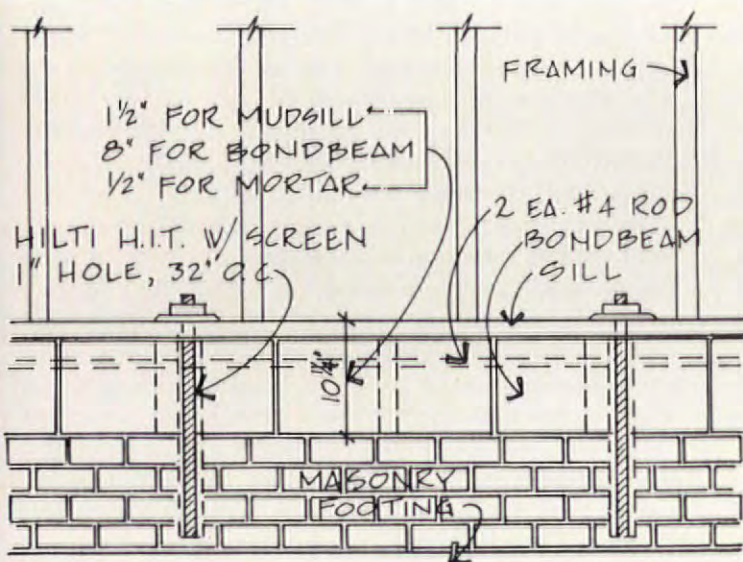 FRAMING
1½" FOR MUDSILL
8" FOR BONDBEAM
½" FOR MORTAR
2 EA. #4 ROD
HILTI H.I.T. W/ SCREEN
BONDBEAM
1" HOLE, 32" O.C.
SILL
10¼"
MASONRY
FOOTING